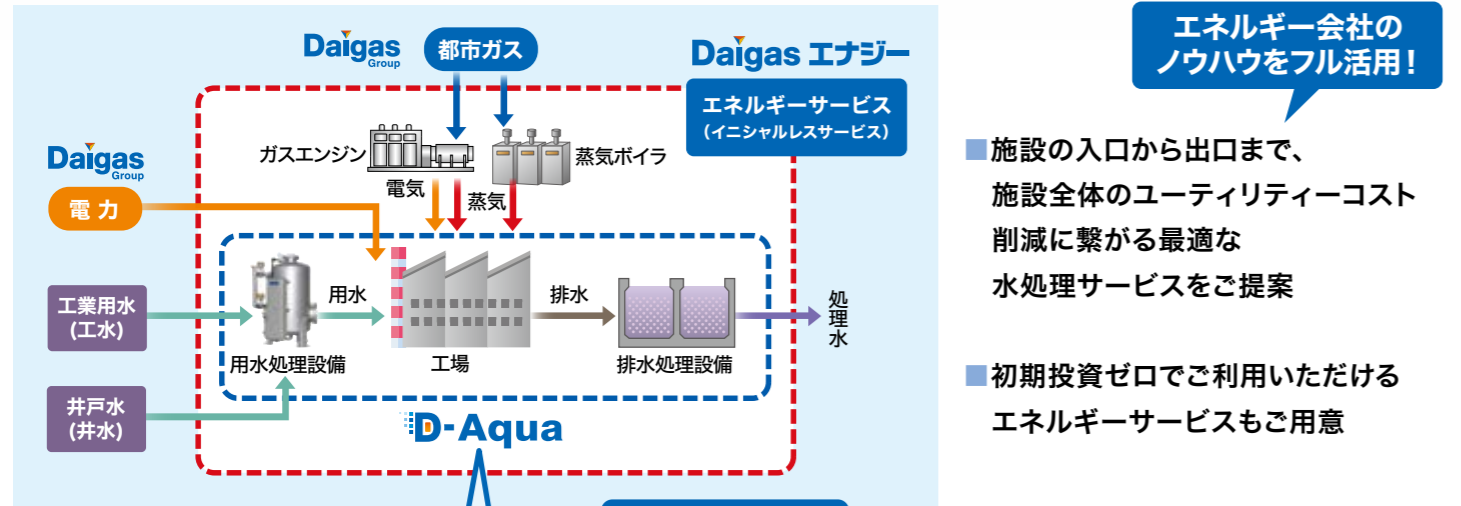 Daigas
Group
都市ガス
Daigas エナジー
エネルギーサービス
（イニシャルレスサービス）
ガスエンジン
蒸気ボイラ
電気
蒸気
Daigas
Group
電力
工業用水
(工水)
用水
排水
処理水
用水処理設備
工場
排水処理設備
井戸水
(井水)
D-Aqua
エネルギー会社の
ノウハウをフル活用！
■施設の入口から出口まで、
施設全体のユーティリティーコスト
削減に繋がる最適な
水処理サービスをご提案
■初期投資ゼロでご利用いただける
エネルギーサービスもご用意